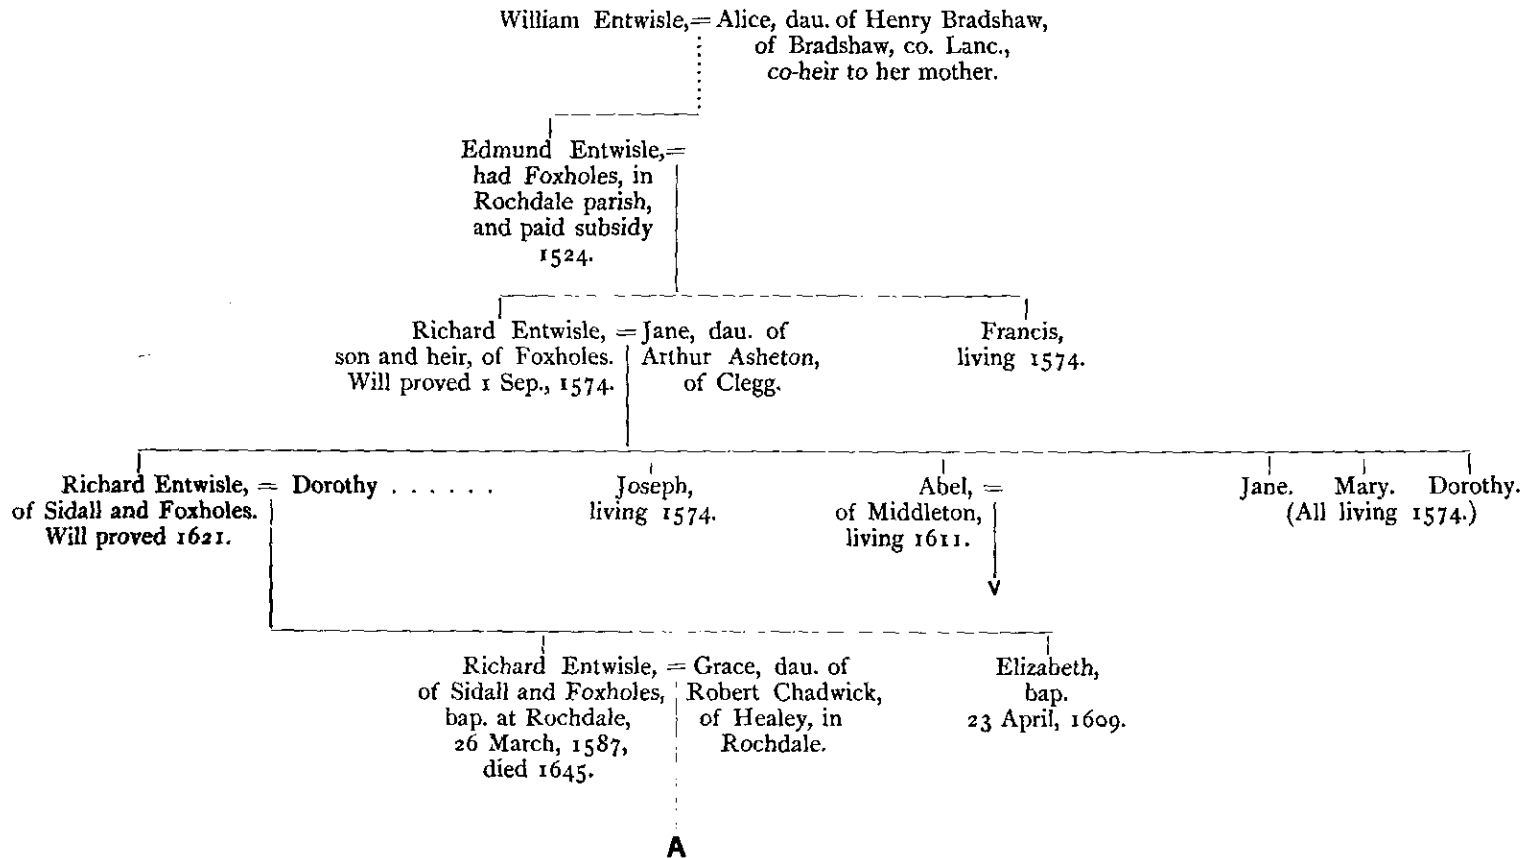 William Entwisle,= Alice, dau. of Henry Bradshaw,
of Bradshaw, co. Lanc.,
co-heir to her mother.
Edmund Entwisle,=
had Foxholes, in
Rochdale parish,
and paid subsidy
1524.
Richard Entwisle, = Jane, dau. of
son and heir, of Foxholes. Arthur Asheton,
Will proved 1 Sep., 1574. of Clegg.
Francis,
living 1574.
Richard Entwisle, = Dorothy . . . . . .
of Sidall and Foxholes.
Will proved 1621.
Joseph,
living 1574.
Abel, =
of Middleton,
living 1611.
Jane. Mary. Dorothy.
(All living 1574.)
Richard Entwisle, = Grace, dau. of
of Sidall and Foxholes, Robert Chadwick,
bap. at Rochdale, of Healey, in
26 March, 1587, Rochdale.
died 1645.
Elizabeth,
bap.
23 April, 1609.
A